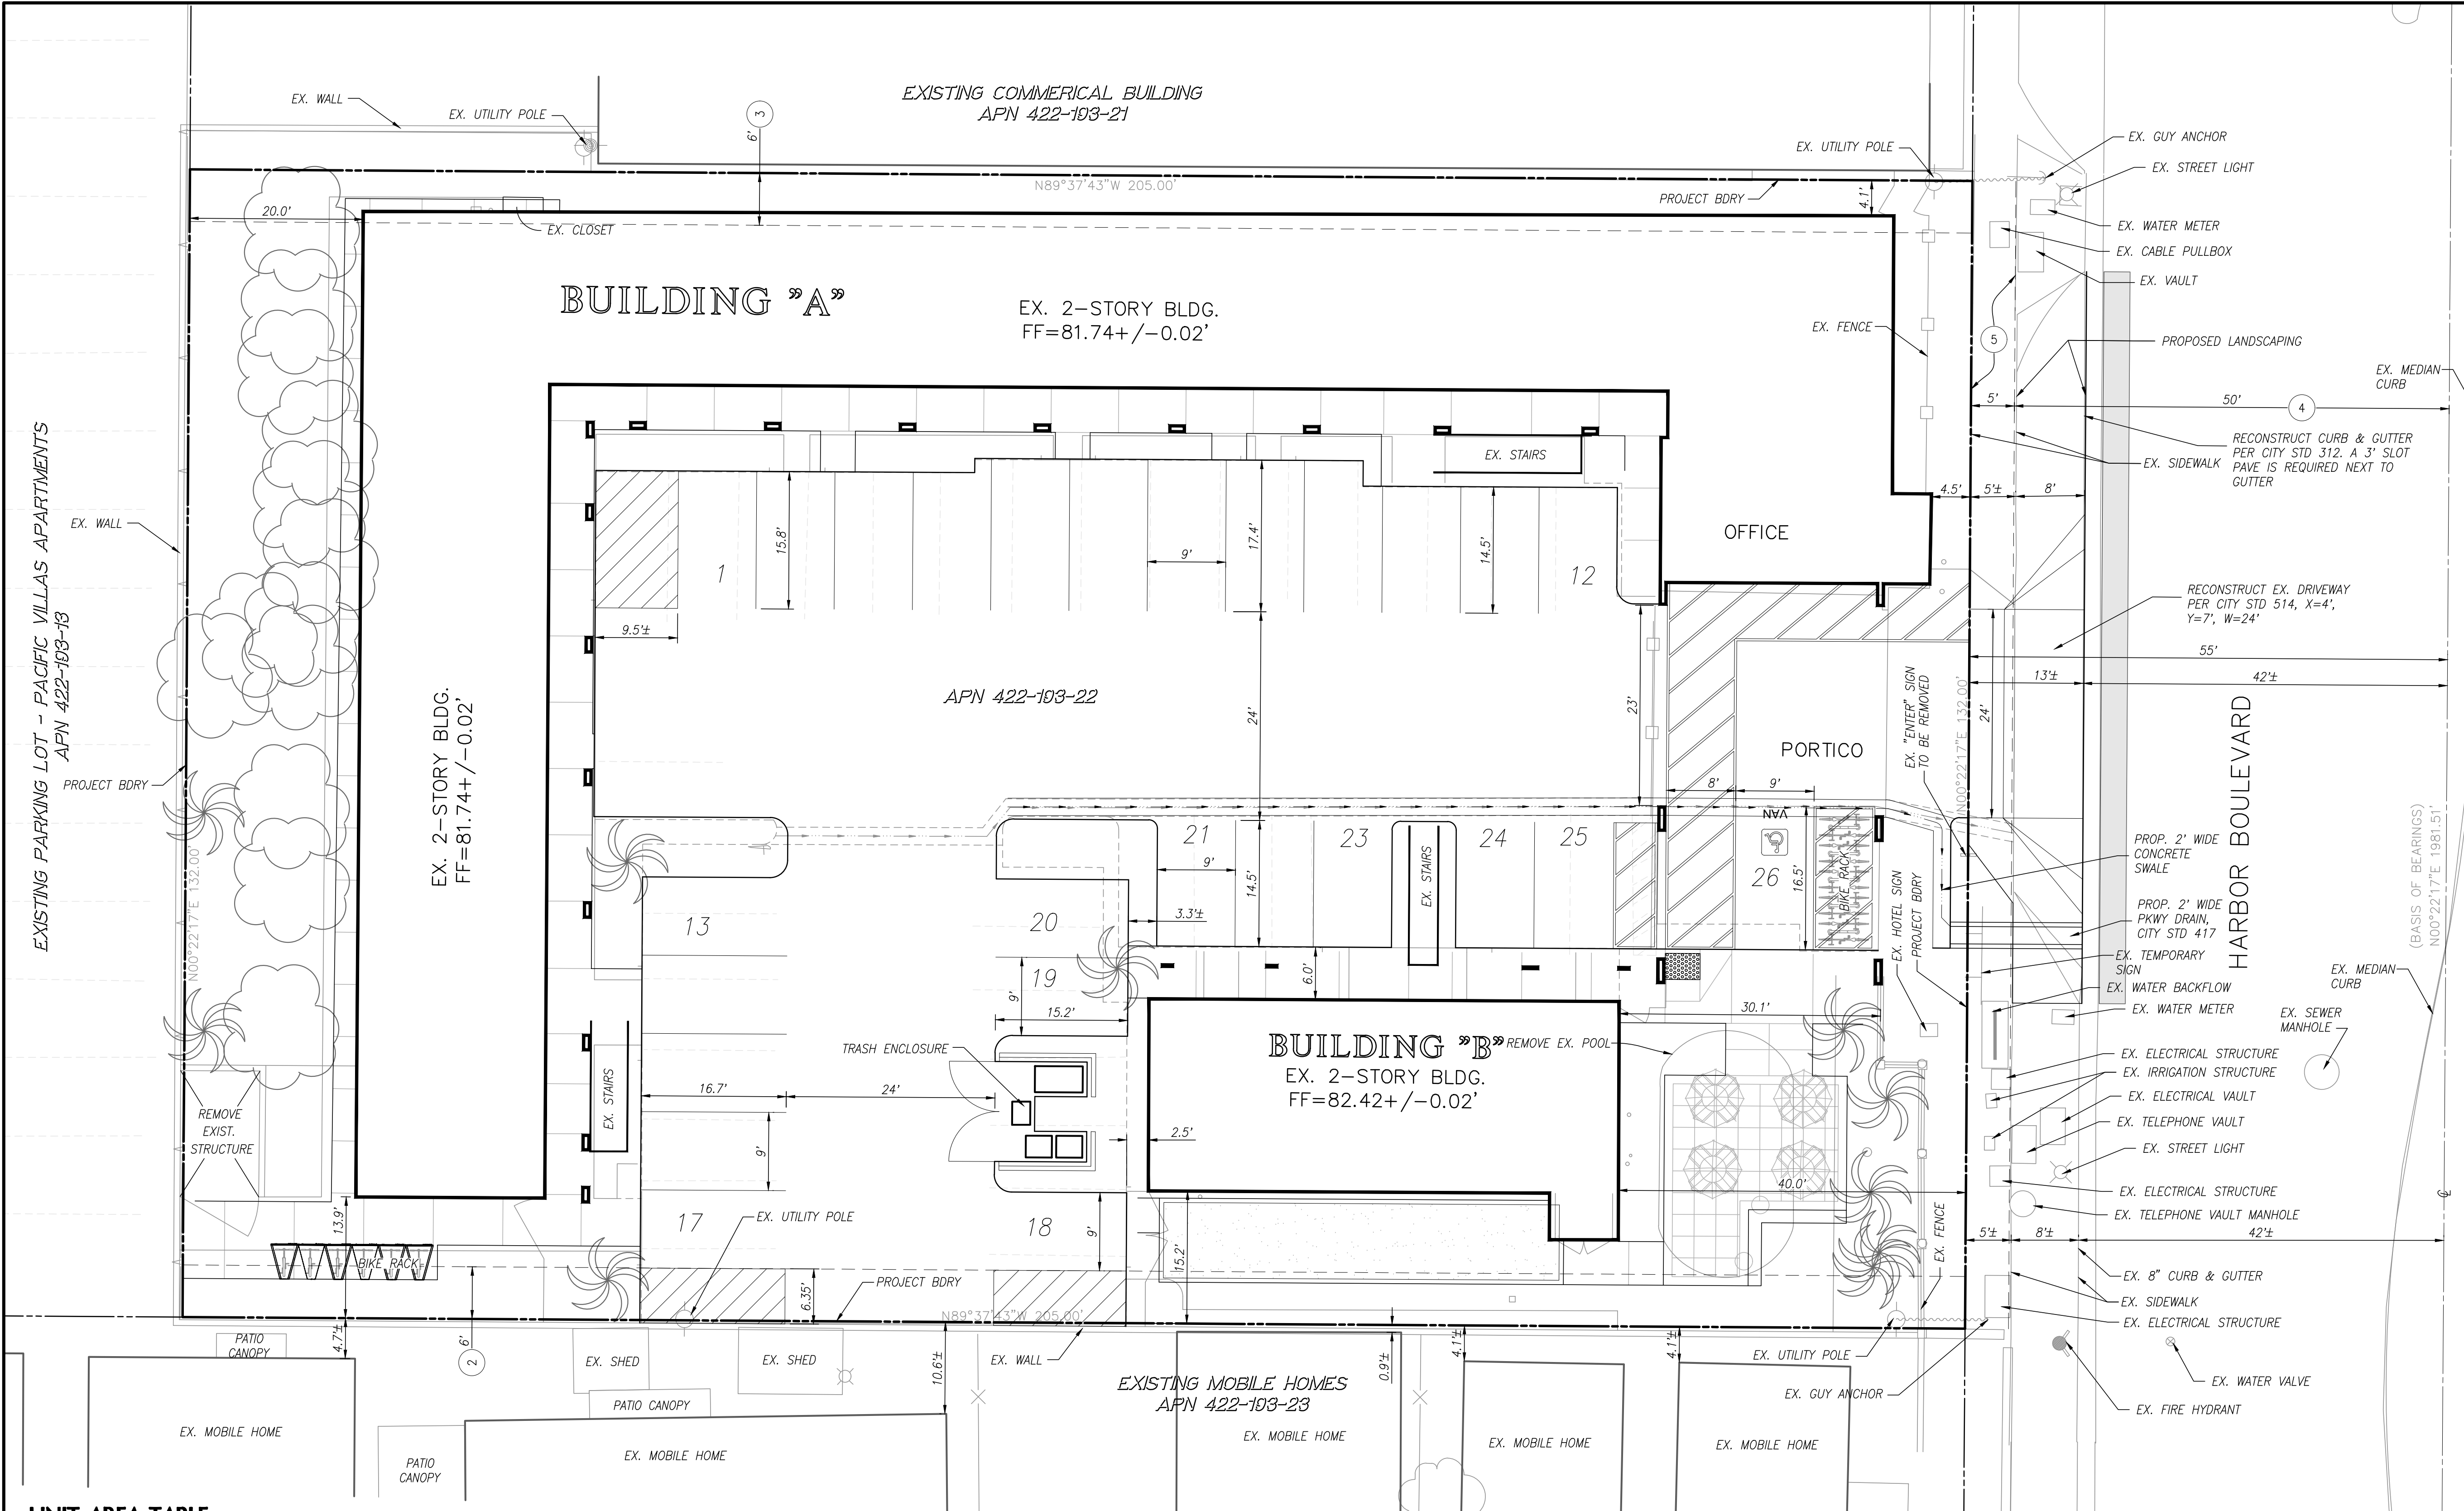 EXISTING COMMERICAL BUILDING
APN 422-193-21
EX. WALL
EX. UTILITY POLE
3
6'
N89°37'43"W 205.00'
EX. UTILITY POLE
PROJECT BDRY
4.1'
EX. GUY ANCHOR
EX. STREET LIGHT
EX. WATER METER
EX. CABLE PULLBOX
EX. VAULT
20.0'
EX. CLOSET
BUILDING "A"
EX. 2-STORY BLDG.
FF=81.74+/-0.02'
EX. FENCE
5
PROPOSED LANDSCAPING
EX. MEDIAN
CURB
5'
50'
4
RECONSTRUCT CURB & GUTTER
PER CITY STD 312. A 3' SLOT
PAVE IS REQUIRED NEXT TO
GUTTER
EX. SIDEWALK
4.5'
5'±
8'
EX. STAIRS
OFFICE
EXISTING PARKING LOT - PACIFIC VILLAS APARTMENTS
APN 422-193-13
EX. WALL
1
15.8'
9'
17.4'
14.5'
12
9.5'±
RECONSTRUCT EX. DRIVEWAY
PER CITY STD 514, X=4',
Y=7', W=24'
55'
13'±
42'±
EX. 2-STORY BLDG.
FF=81.74+/-0.02'
APN 422-193-22
24'
23'
PORTICO
EX. "ENTER" SIGN
TO BE REMOVED
N00°22'17"E 132.00'
24'
HARBOR BOULEVARD
(BASIS OF BEARINGS)
N00°22'17"E 1981.51'
PROJECT BDRY
N00°22'17"E 132.00'
8'
9'
VAN
26
16.5'
BIKE RACK
21
9'
14.5'
23
EX. STAIRS
24
25
13
20
3.3'±
19
9'
15.2'
6.0'
EX. HOTEL SIGN
PROJECT BDRY
PROP. 2' WIDE
CONCRETE
SWALE
PROP. 2' WIDE
PKWY DRAIN,
CITY STD 417
EX. TEMPORARY
SIGN
EX. WATER BACKFLOW
EX. WATER METER
EX. MEDIAN
CURB
EX. SEWER
MANHOLE
30.1'
BUILDING "B"
EX. 2-STORY BLDG.
FF=82.42+/-0.02'
REMOVE EX. POOL
TRASH ENCLOSURE
EX. STAIRS
16.7'
24'
9'
2.5'
REMOVE
EXIST.
STRUCTURE
EX. ELECTRICAL STRUCTURE
EX. IRRIGATION STRUCTURE
EX. ELECTRICAL VAULT
EX. TELEPHONE VAULT
EX. STREET LIGHT
EX. ELECTRICAL STRUCTURE
EX. TELEPHONE VAULT MANHOLE
40.0'
EX. FENCE
5'±
8'±
42'±
℄
13.9'
BIKE RACK
17
EX. UTILITY POLE
18
9'
15.2'
6.35'
PROJECT BDRY
N89°37'43"W 205.00'
EX. 8" CURB & GUTTER
EX. SIDEWALK
EX. ELECTRICAL STRUCTURE
4.7'±
6'
2
PATIO
CANOPY
EX. SHED
EX. SHED
10.6'±
EX. WALL
0.9'±
4.1'±
4.1'±
EX. UTILITY POLE
EX. GUY ANCHOR
EX. WATER VALVE
EX. FIRE HYDRANT
EXISTING MOBILE HOMES
APN 422-193-23
PATIO CANOPY
EX. MOBILE HOME
PATIO
CANOPY
EX. MOBILE HOME
EX. MOBILE HOME
EX. MOBILE HOME
EX. MOBILE HOME
UNIT AREA TABLE